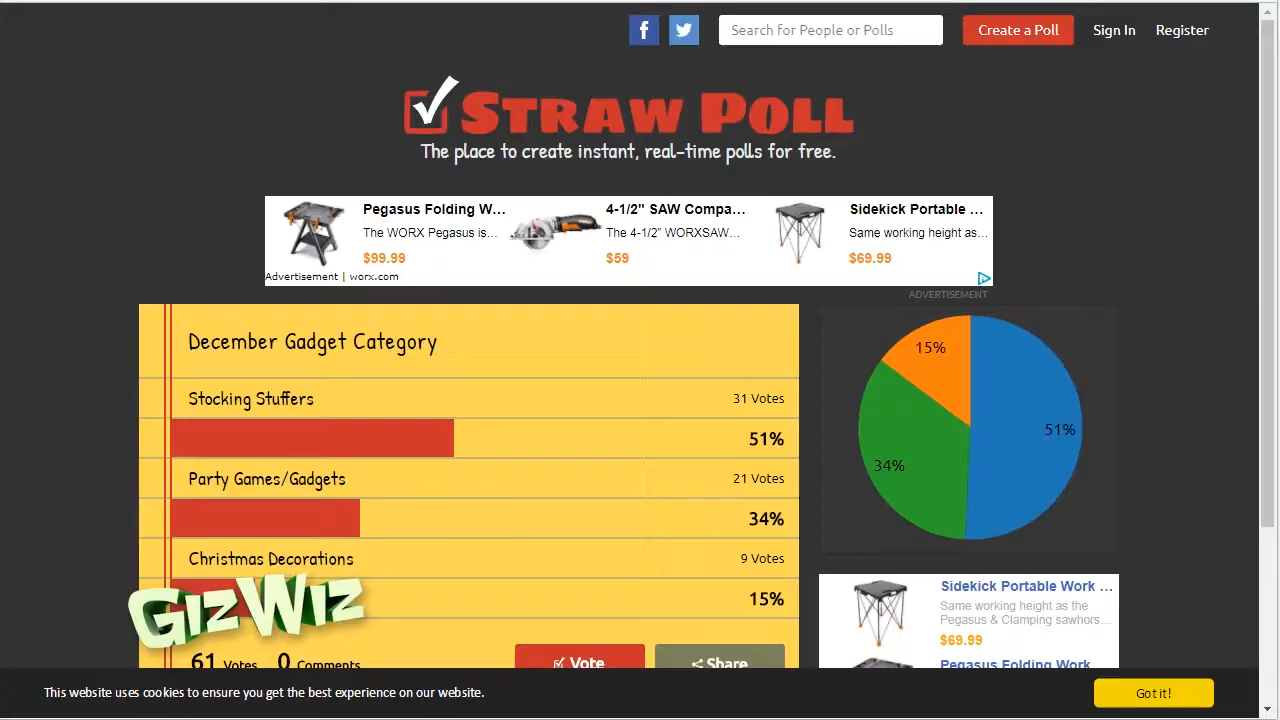 Search for People or Polls
Create a Poll
Sign In
Register
STRAW POLL
The place to create instant, real-time polls for free.
Pegasus Folding W...
The WORX Pegasus is...
$99.99
4-1/2" SAW Compa...
The 4-1/2” WORXSAW...
$59
Sidekick Portable ...
Same working height as...
$69.99
Advertisement | worx.com
ADVERTISEMENT
December Gadget Category
Stocking Stuffers
31 Votes
51%
Party Games/Gadgets
21 Votes
34%
Christmas Decorations
9 Votes
15%
GIZWIZ
61 Votes
0 Comments
Vote
Share
15%
51%
34%
Sidekick Portable Work ...
Same working height as the
Pegasus & Clamping sawhors...
$69.99
Pegasus Folding Work
This website uses cookies to ensure you get the best experience on our website.
Got it!